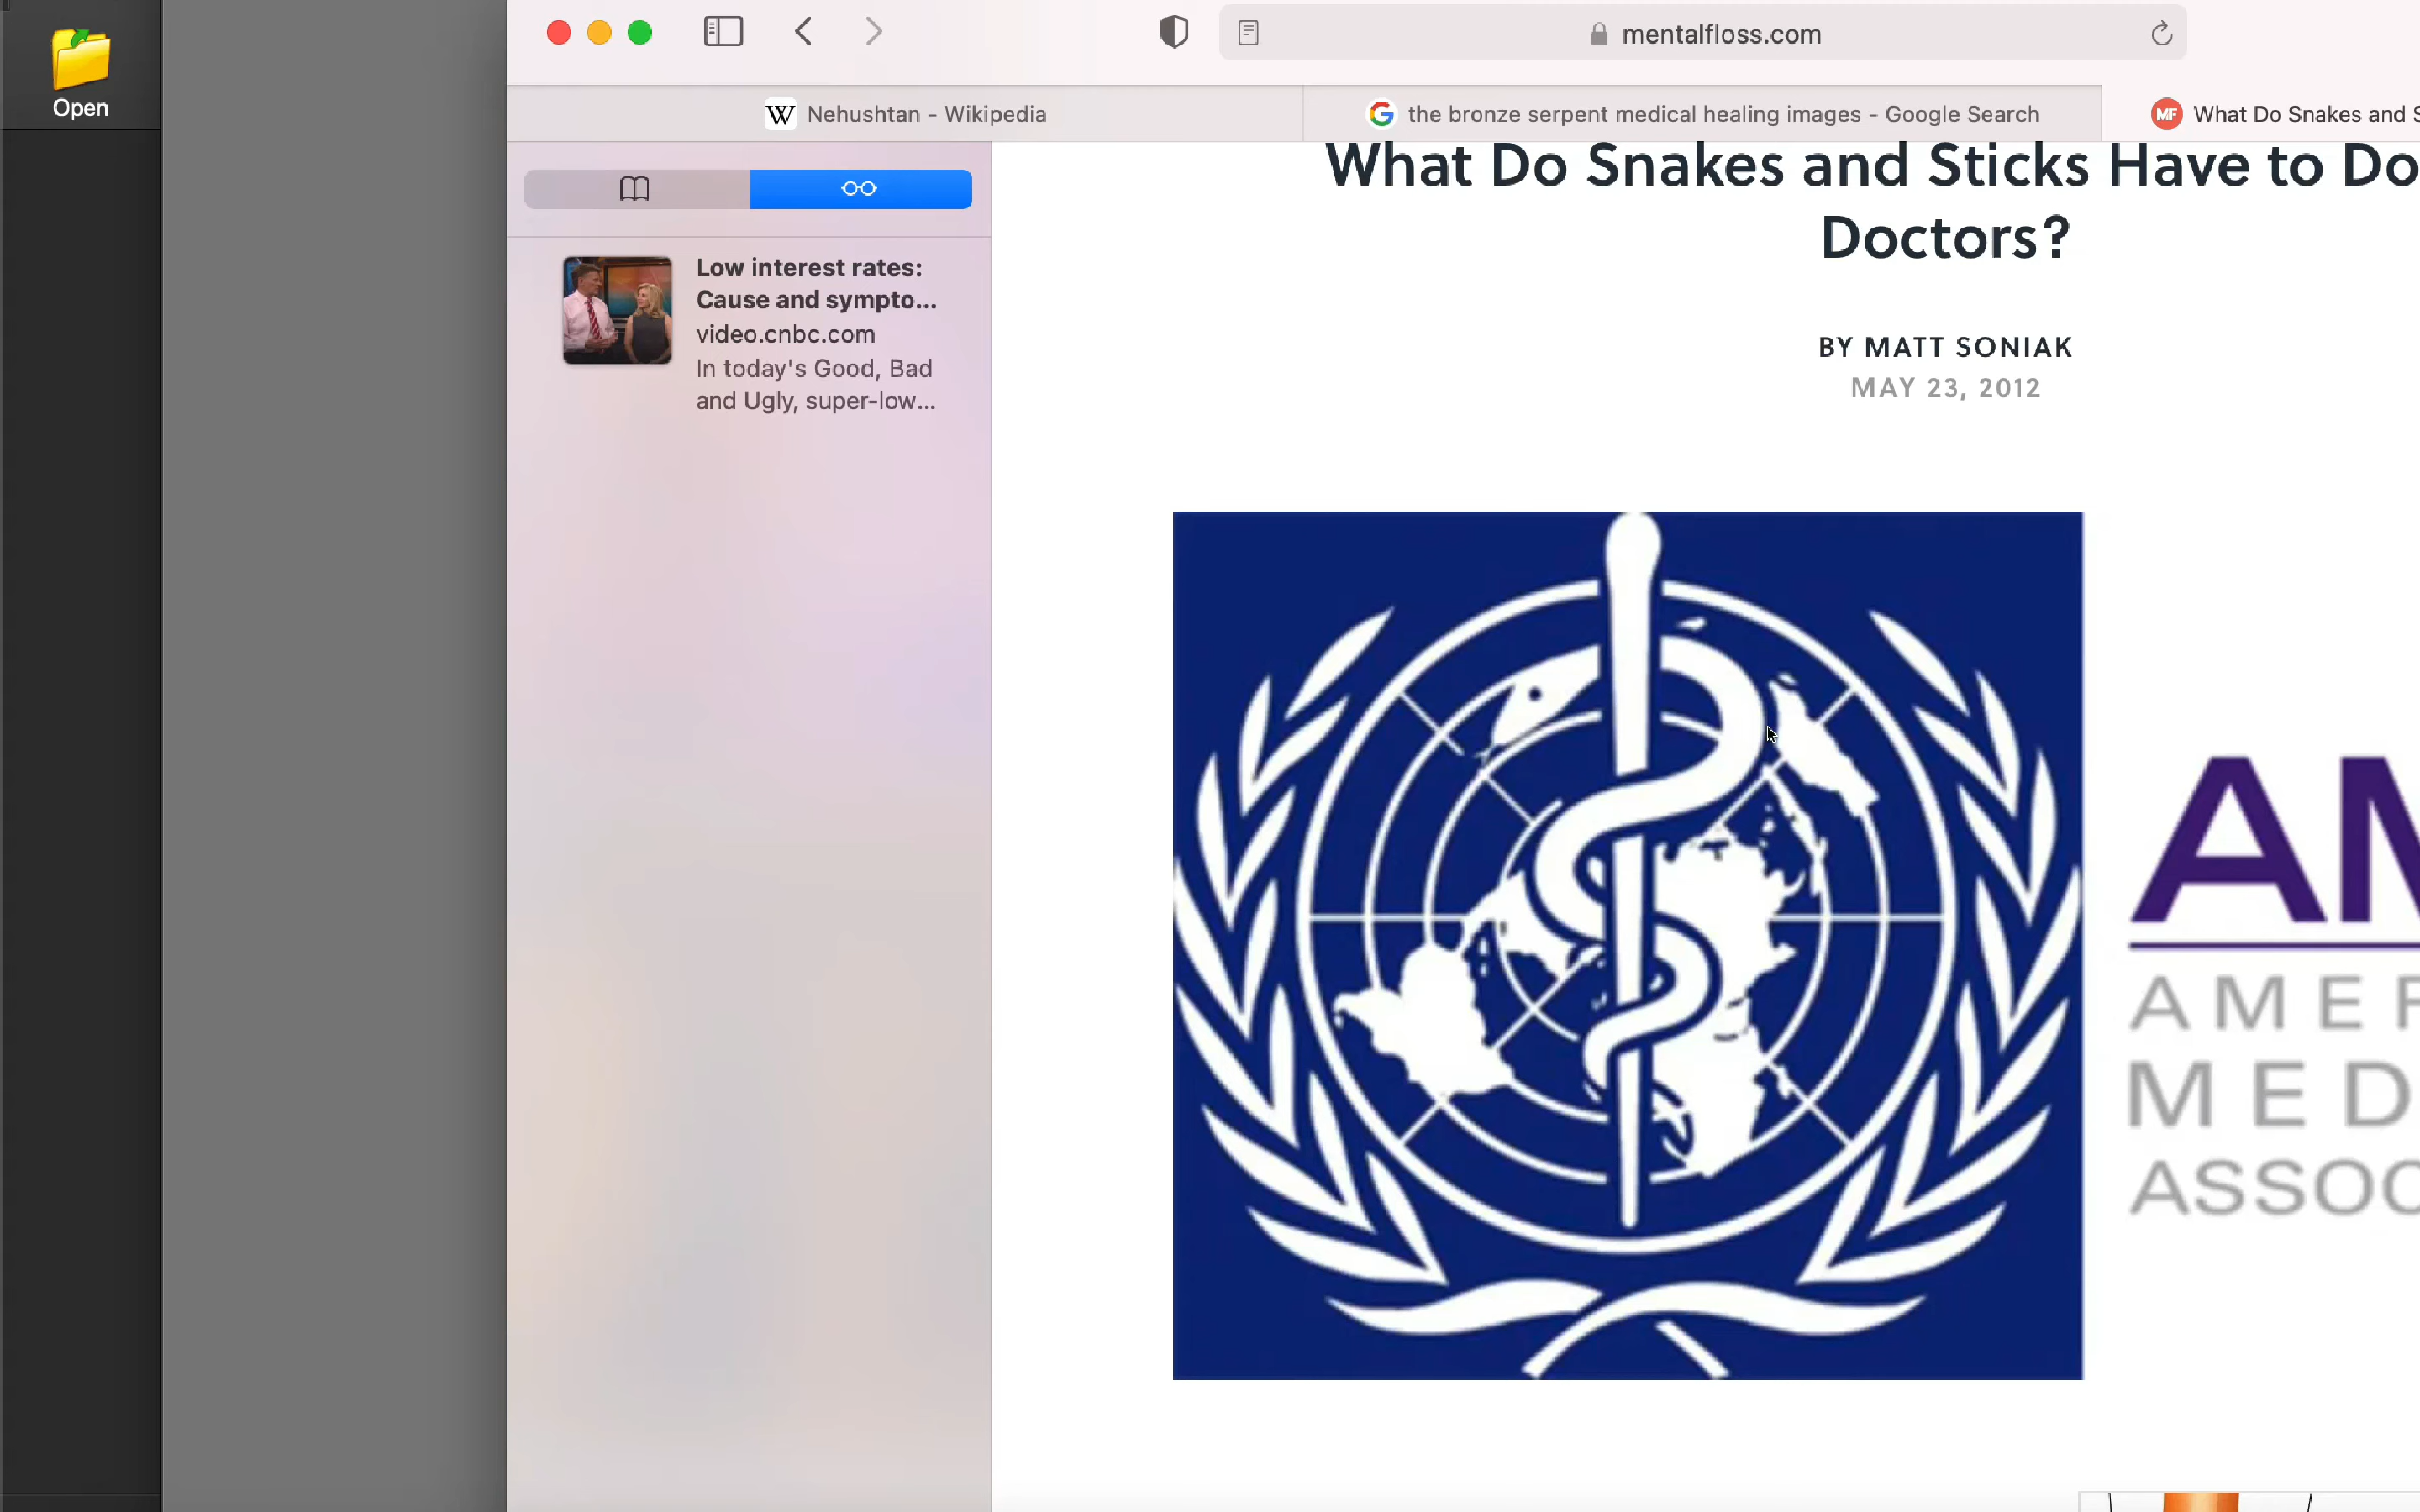 Open
mentalfloss.com
Nehushtan - Wikipedia
the bronze serpent medical healing images - Google Search
MF What Do Snakes and S
What Do Snakes and Sticks Have to Do
Doctors?
BY MATT SONIAK
MAY 23, 2012
Low interest rates:
Cause and sympto...
video.cnbc.com
In today's Good, Bad
and Ugly, super-low...
AM
AMER
MED
ASSOC